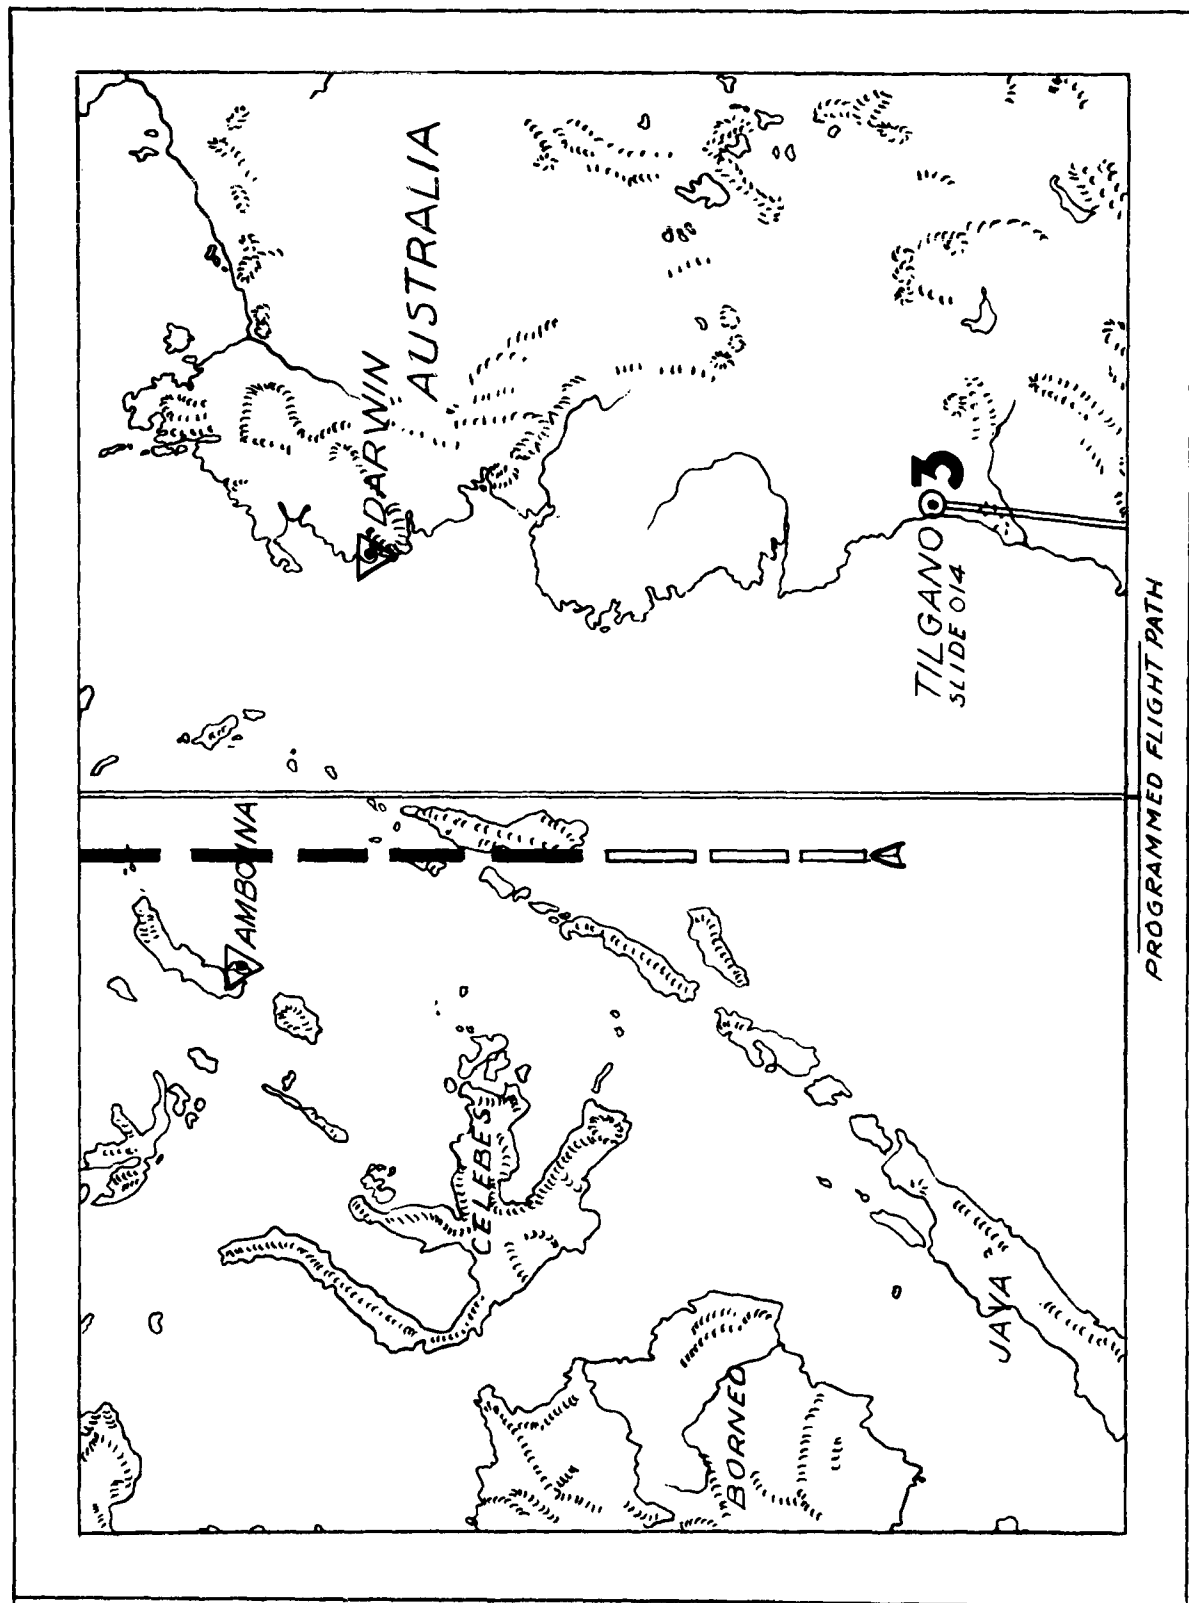 AUSTRALIA
DARWIN
3
TILGANO
SLIDE 014
AMBOINA
CELEBES
BORNEO
JAVA
PROGRAMMED FLIGHT PATH